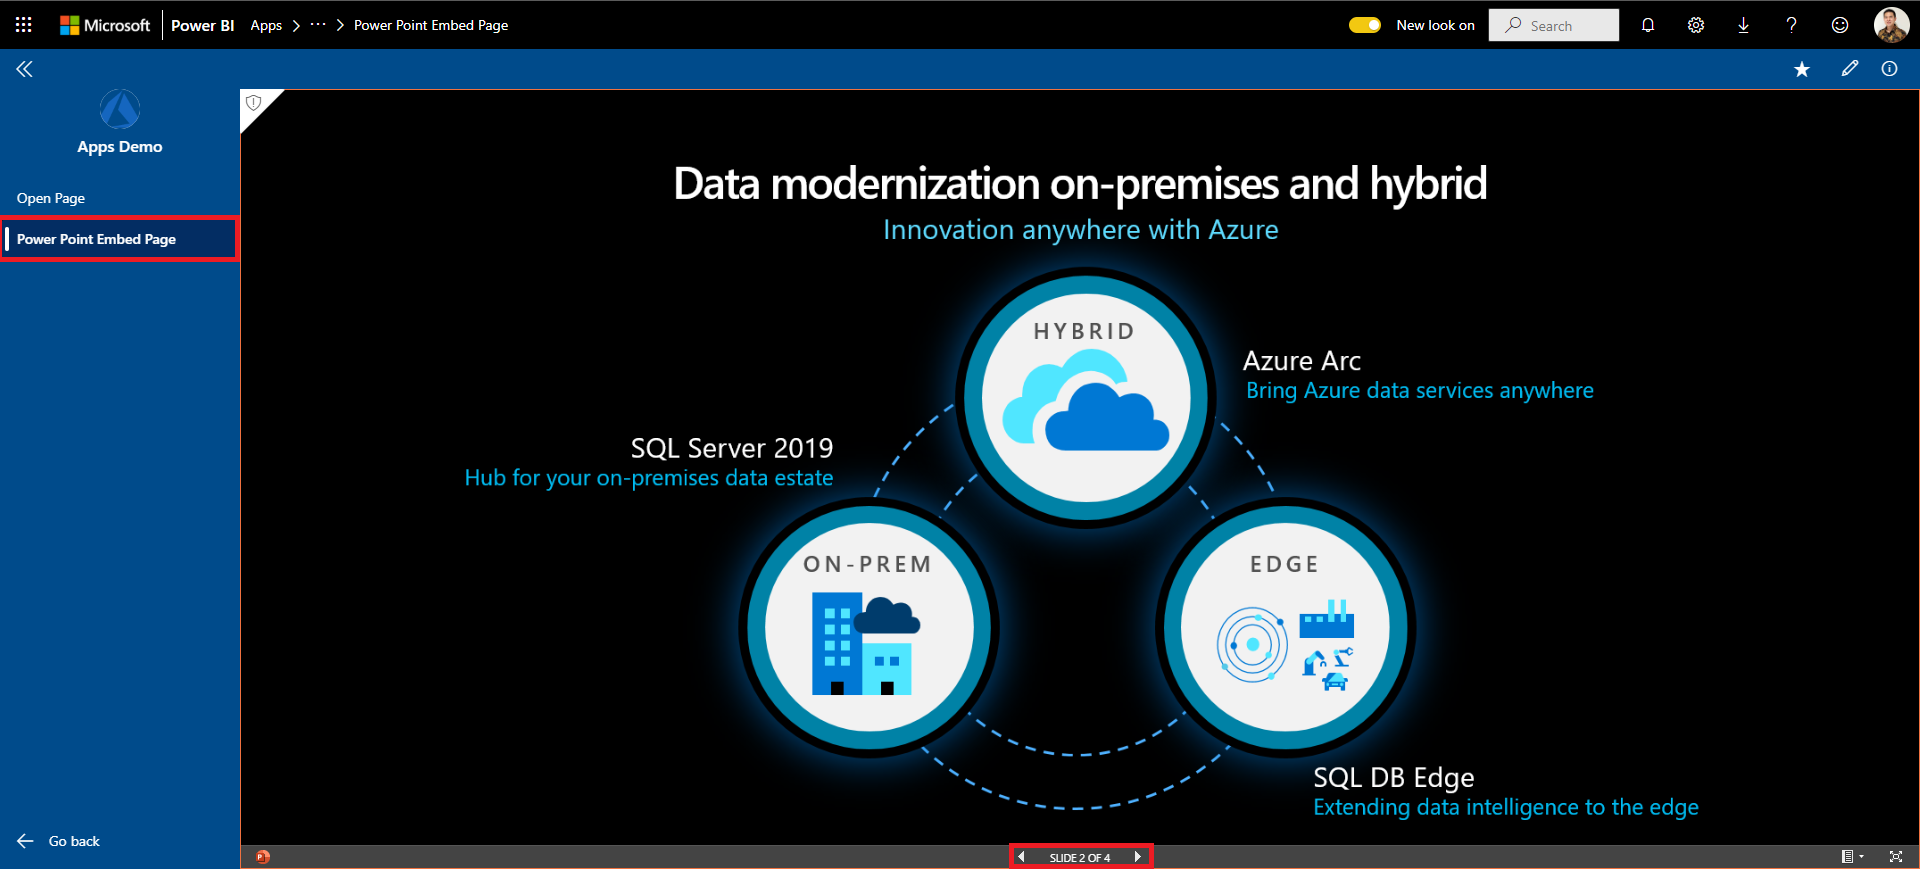 Microsoft Power BI Apps > ··· > Power Point Embed Page New look on Search
Apps Demo
Open Page
Power Point Embed Page
Data modernization on-premises and hybrid
Innovation anywhere with Azure
HYBRID
Azure Arc
Bring Azure data services anywhere
SQL Server 2019
Hub for your on-premises data estate
ON-PREM
EDGE
SQL DB Edge
Extending data intelligence to the edge
Go back
SLIDE 2 OF 4